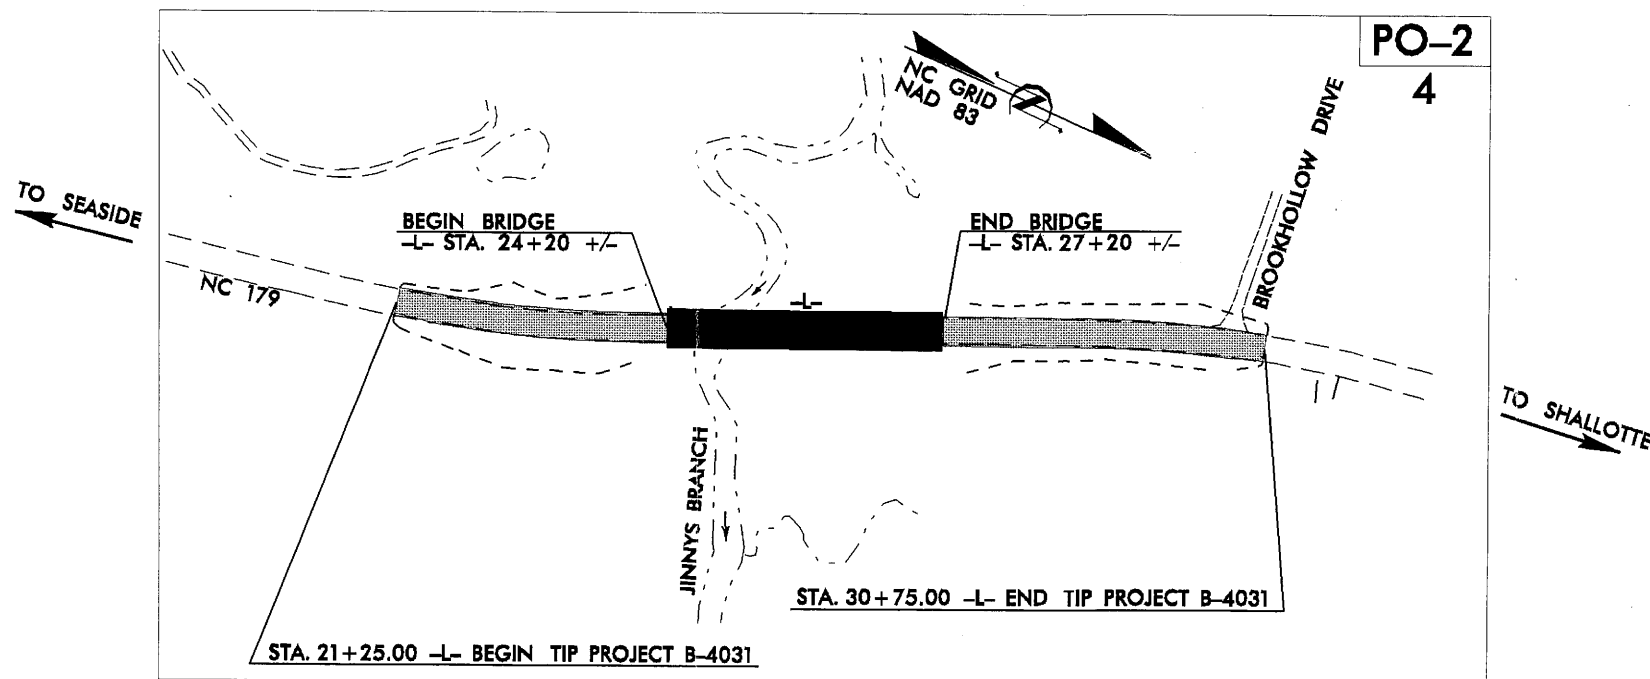 PO–2
4
NC GRID
NAD 83
BROOKHOLLOW DRIVE
TO SEASIDE
BEGIN BRIDGE
–L– STA. 24+20 +/–
END BRIDGE
–L– STA. 27+20 +/–
NC 179
–L–
TO SHALLOTTE
JINNYS BRANCH
STA. 30+75.00 –L– END TIP PROJECT B–4031
STA. 21+25.00 –L– BEGIN TIP PROJECT B–4031